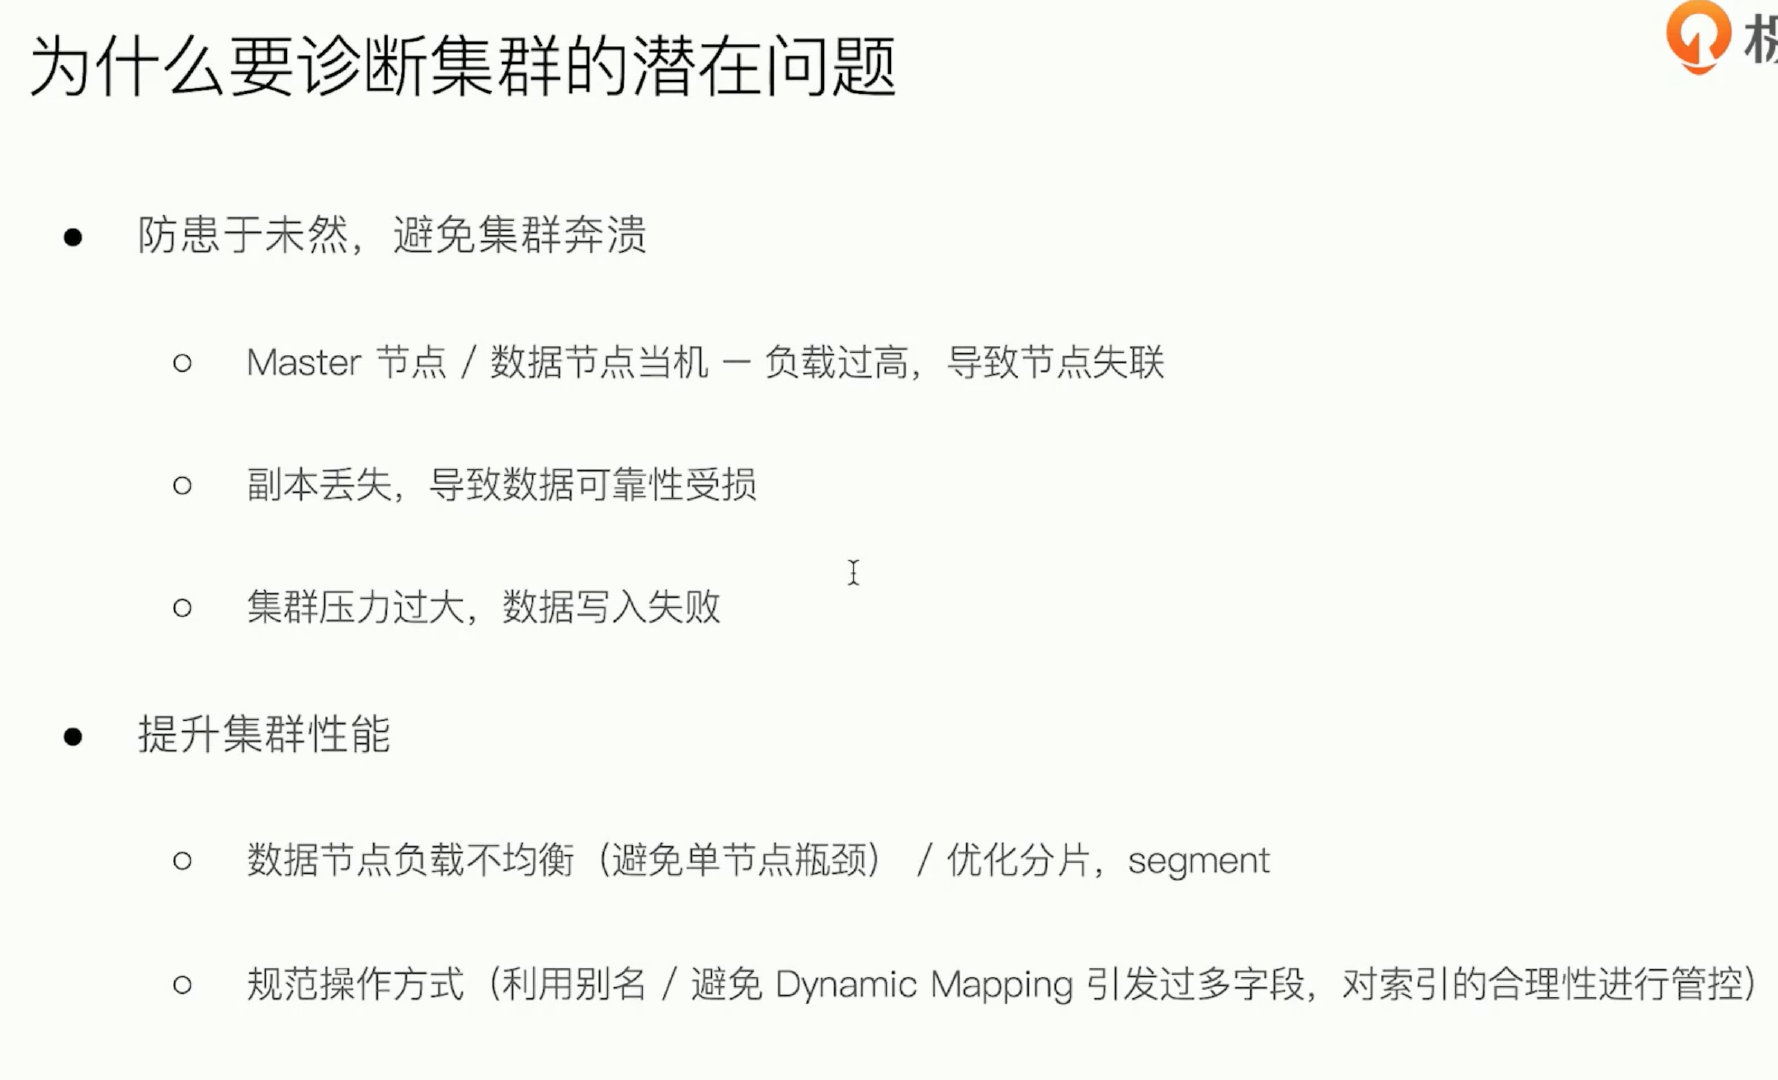 为什么要诊断集群的潜在问题
防患于未然，避免集群奔溃
Master 节点 / 数据节点当机 — 负载过高，导致节点失联
副本丢失，导致数据可靠性受损
集群压力过大，数据写入失败
提升集群性能
数据节点负载不均衡（避免单节点瓶颈） / 优化分片，segment
规范操作方式（利用别名 / 避免 Dynamic Mapping 引发过多字段，对索引的合理性进行管控）